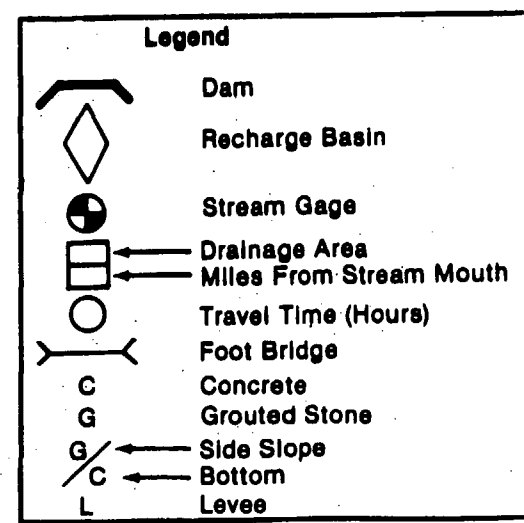 Legend
Dam
Recharge Basin
Stream Gage
Drainage Area
Miles From Stream Mouth
Travel Time (Hours)
Foot Bridge
C Concrete
G Grouted Stone
G Side Slope
C Bottom
L Levee